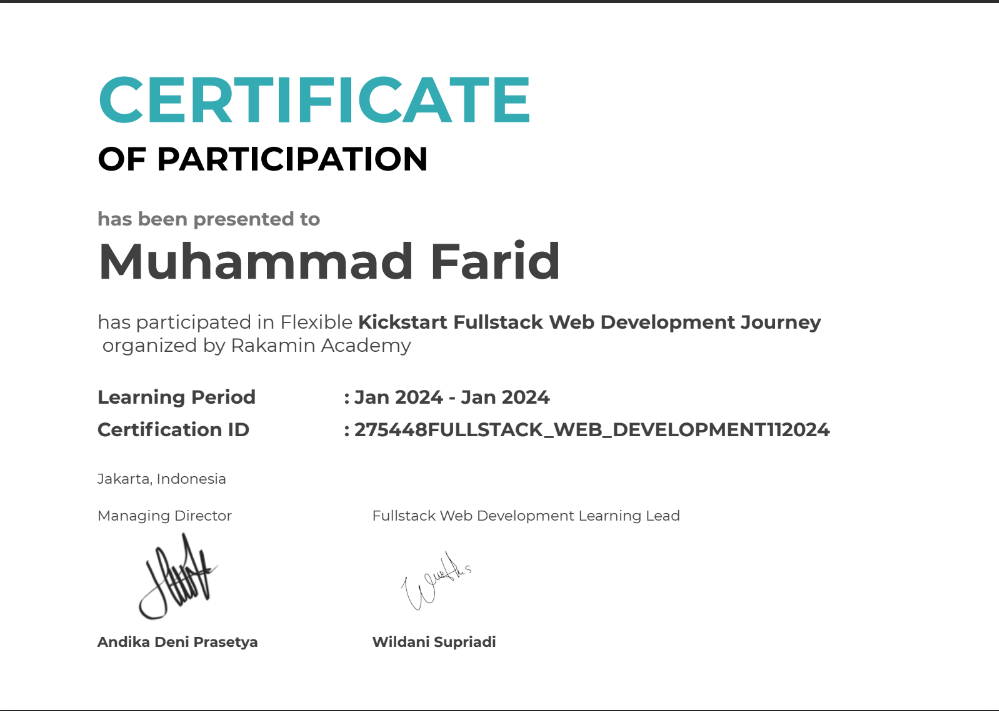 CERTIFICATE
OF PARTICIPATION
has been presented to
Muhammad Farid
has participated in Flexible Kickstart Fullstack Web Development Journey
organized by Rakamin Academy
Learning Period : Jan 2024 - Jan 2024
Certification ID : 275448FULLSTACK_WEB_DEVELOPMENT112024
Jakarta, Indonesia
Managing Director Fullstack Web Development Learning Lead
Andika Deni Prasetya Wildani Supriadi